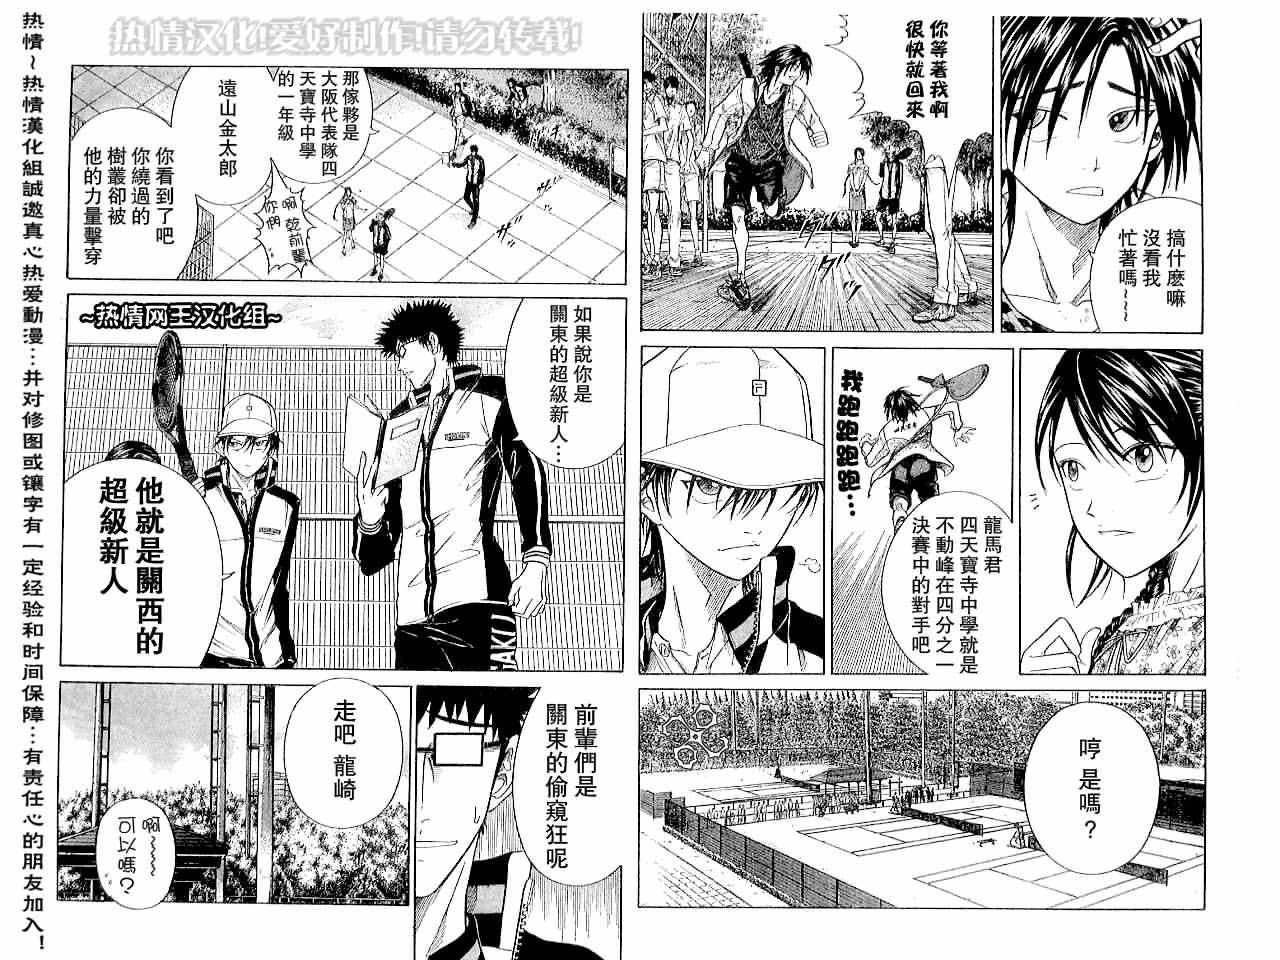 热情汉化!爱好制作!请勿转载!
热情~热情漢化組誠邀真心热爱動漫…并对修图或镶字有一定经验和时间保障…有责任心的朋友加入!
搞什麽嘛
沒看我
忙著嗎~~~
你等著我啊
很快就回來
我跑跑跑跑…
龍馬君
四天寶寺中學就是
不動峰在四分之一
決賽中的對手吧
哼 是嗎?
那傢夥是
大阪代表隊四
天寶寺中學
的一年級
遠山金太郎
啊 乾前輩
你們…
你看到了吧
你繞過的
樹叢卻被
他的力量擊穿
~热情网王汉化组~
如果說你是
關東的超級新人…
他就是關西的
超級新人
SAKU
前輩們是
關東的偷窺狂呢
走吧 龍崎
啊~~~~
可以嗎?